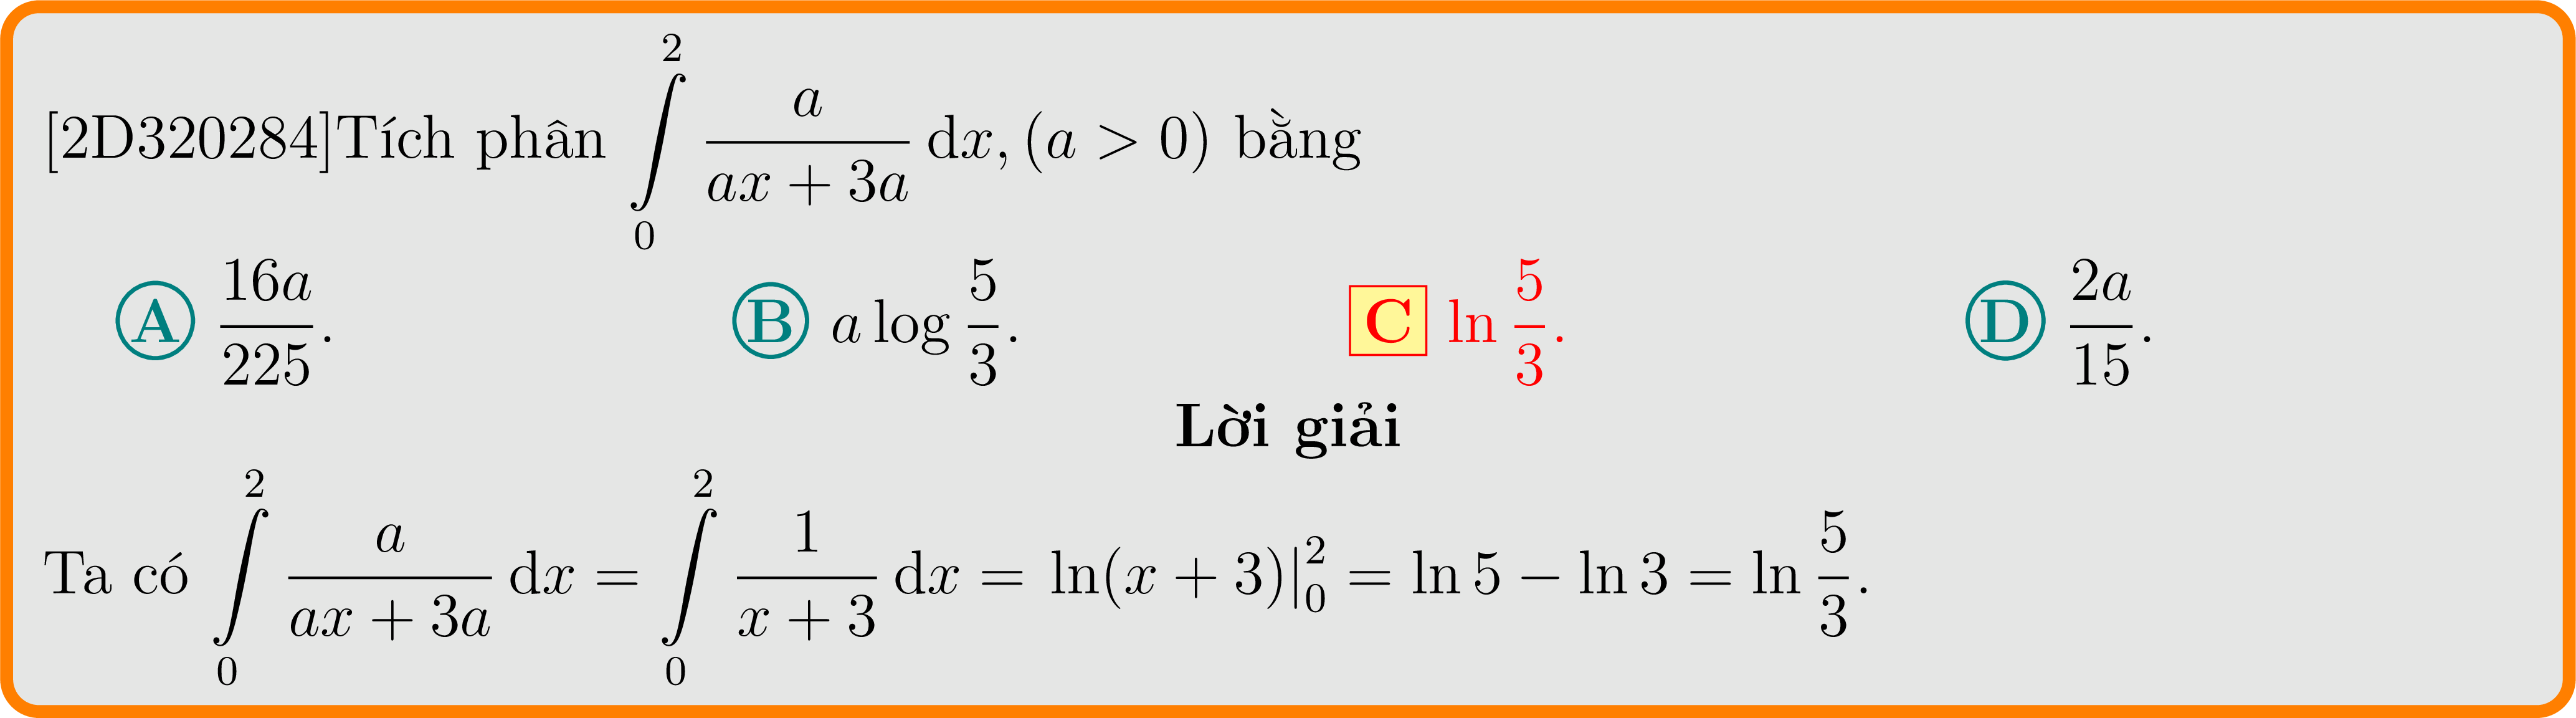 [2D320284]Tích phân $\int\limits_0^2 \frac{a}{ax+3a}\,\mathrm{d}x, (a > 0)$ bằng
A $\frac{16a}{225}$. B $a\log\frac{5}{3}$. C $\ln\frac{5}{3}$. D $\frac{2a}{15}$.
Lời giải
Ta có $\int\limits_0^2 \frac{a}{ax+3a}\,\mathrm{d}x = \int\limits_0^2 \frac{1}{x+3}\,\mathrm{d}x = \ln(x+3)|_0^2 = \ln 5 - \ln 3 = \ln\frac{5}{3}$.